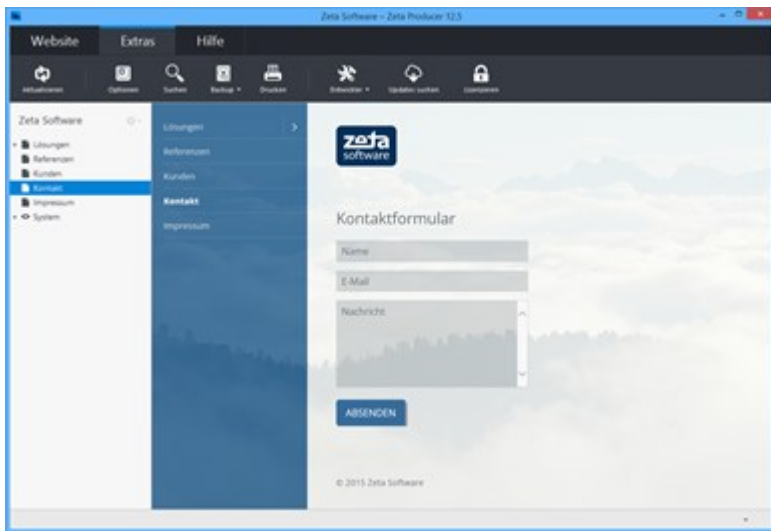 Zeta Software – Zeta Producer 12.5
Website Extras Hilfe
Aktualisieren Optionen Suchen Backup Drucken Entwickler Updates suchen Lizenzieren
Zeta Software
Lösungen
Referenzen
Kunden
Kontakt
Impressum
System
Lösungen
Referenzen
Kunden
Kontakt
Impressum
zeta
software
Kontaktformular
Name
E-Mail
Nachricht
ABSENDEN
© 2015 Zeta Software